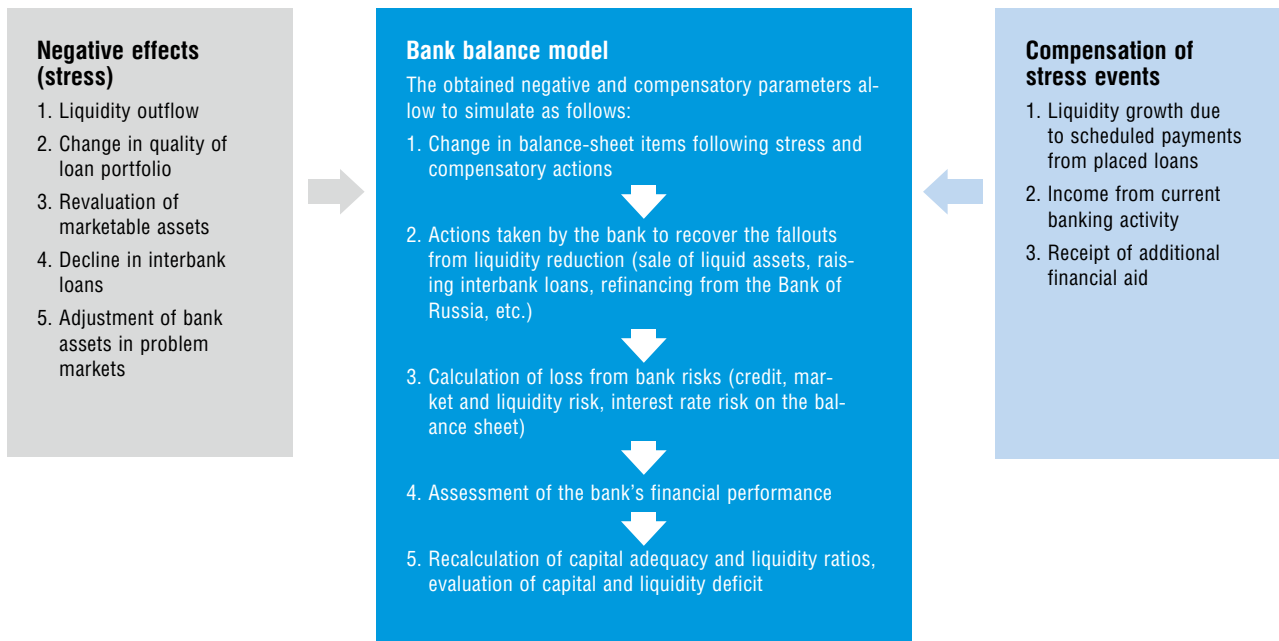 Negative effects
(stress)
1. Liquidity outflow
2. Change in quality of
loan portfolio
3. Revaluation of
marketable assets
4. Decline in interbank
loans
5. Adjustment of bank
assets in problem
markets
Bank balance model
The obtained negative and compensatory parameters al-
low to simulate as follows:
1. Change in balance-sheet items following stress and
compensatory actions
2. Actions taken by the bank to recover the fallouts
from liquidity reduction (sale of liquid assets, rais-
ing interbank loans, refinancing from the Bank of
Russia, etc.)
3. Calculation of loss from bank risks (credit, mar-
ket and liquidity risk, interest rate risk on the bal-
ance sheet)
4. Assessment of the bank's financial performance
5. Recalculation of capital adequacy and liquidity ratios,
evaluation of capital and liquidity deficit
Compensation of
stress events
1. Liquidity growth due
to scheduled payments
from placed loans
2. Income from current
banking activity
3. Receipt of additional
financial aid